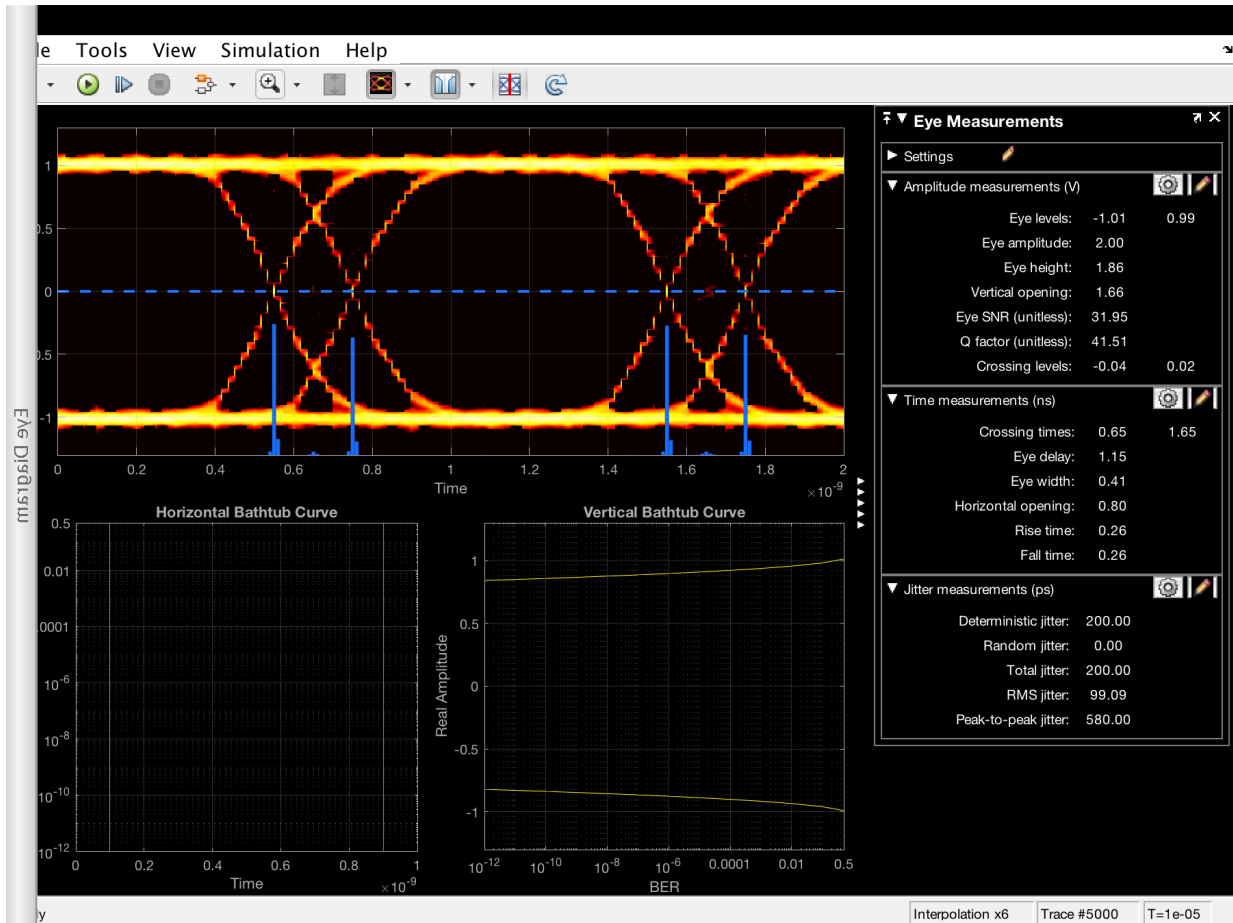 le Tools View Simulation Help
Eye Diagram
1
0.5
0
0.5
-1
0 0.2 0.4 0.6 0.8 1 1.2 1.4 1.6 1.8 2
Time
×10⁻⁹
Horizontal Bathtub Curve
0.5
0.01
.0001
10⁻⁶
10⁻⁸
10⁻¹⁰
10⁻¹²
0 0.2 0.4 0.6 0.8 1
Time
×10⁻⁹
Vertical Bathtub Curve
Real Amplitude
1
0.5
0
-0.5
-1
10⁻¹² 10⁻¹⁰ 10⁻⁸ 10⁻⁶ 0.0001 0.01 0.5
BER
Eye Measurements
Settings
Amplitude measurements (V)
Eye levels: -1.01 0.99
Eye amplitude: 2.00
Eye height: 1.86
Vertical opening: 1.66
Eye SNR (unitless): 31.95
Q factor (unitless): 41.51
Crossing levels: -0.04 0.02
Time measurements (ns)
Crossing times: 0.65 1.65
Eye delay: 1.15
Eye width: 0.41
Horizontal opening: 0.80
Rise time: 0.26
Fall time: 0.26
Jitter measurements (ps)
Deterministic jitter: 200.00
Random jitter: 0.00
Total jitter: 200.00
RMS jitter: 99.09
Peak-to-peak jitter: 580.00
y
Interpolation x6 Trace #5000 T=1e-05